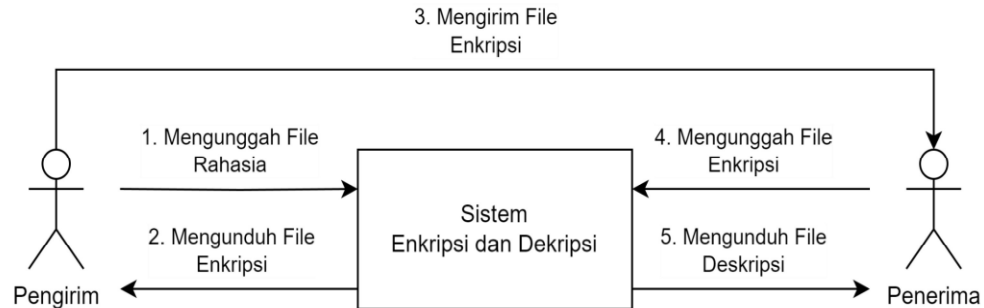 3. Mengirim File
Enkripsi
1. Mengunggah File
Rahasia
4. Mengunggah File
Enkripsi
Sistem
Enkripsi dan Dekripsi
2. Mengunduh File
Enkripsi
5. Mengunduh File
Deskripsi
Pengirim
Penerima